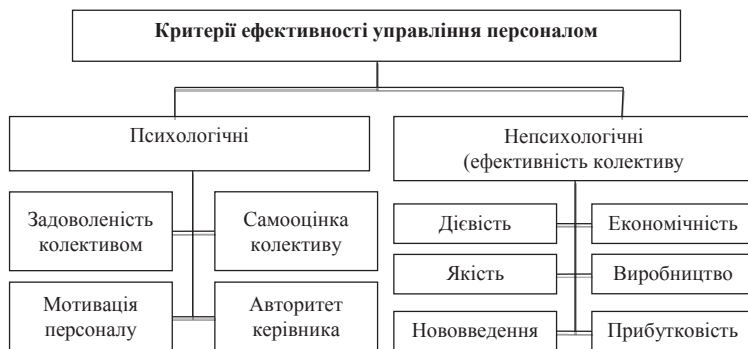 Критерії ефективності управління персоналом
Психологічні
Непсихологічні
(ефективність колективу
Задоволеність
колективом
Самооцінка
колективу
Мотивація
персоналу
Авторитет
керівника
Дієвість
Економічність
Якість
Виробництво
Нововведення
Прибутковість